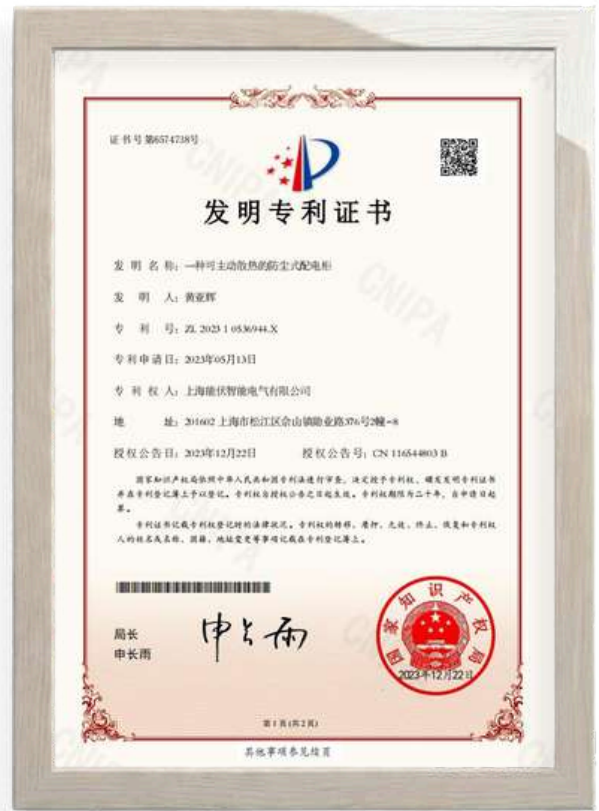 证书号第6574738号
发明专利证书
发 明 名 称：一种可主动散热的防尘式配电柜
发 明 人：黄亚辉
专 利 号：ZL 2023 1 0536944.X
专利申请日：2023年05月13日
专 利 权 人：上海能伏智能电气有限公司
地 址：201602 上海市松江区佘山镇勋业路376号2幢-8
授权公告日：2023年12月22日 授权公告号：CN 116544803 B
国家知识产权局依照中华人民共和国专利法进行审查，决定授予专利权，颁发发明专利证书
并在专利登记簿上予以登记。专利权自授权公告之日起生效。专利权期限为二十年，自申请日起
算。
专利证书记载专利权登记时的法律状况。专利权的转移、质押、无效、终止、恢复和专利权
人的姓名或名称、国籍、地址变更等事项记载在专利登记簿上。
局长
申长雨
申长雨
国家知识产权局
2023年12月22日
第 1 页 (共 2 页)
其他事项参见续页
CNIPA